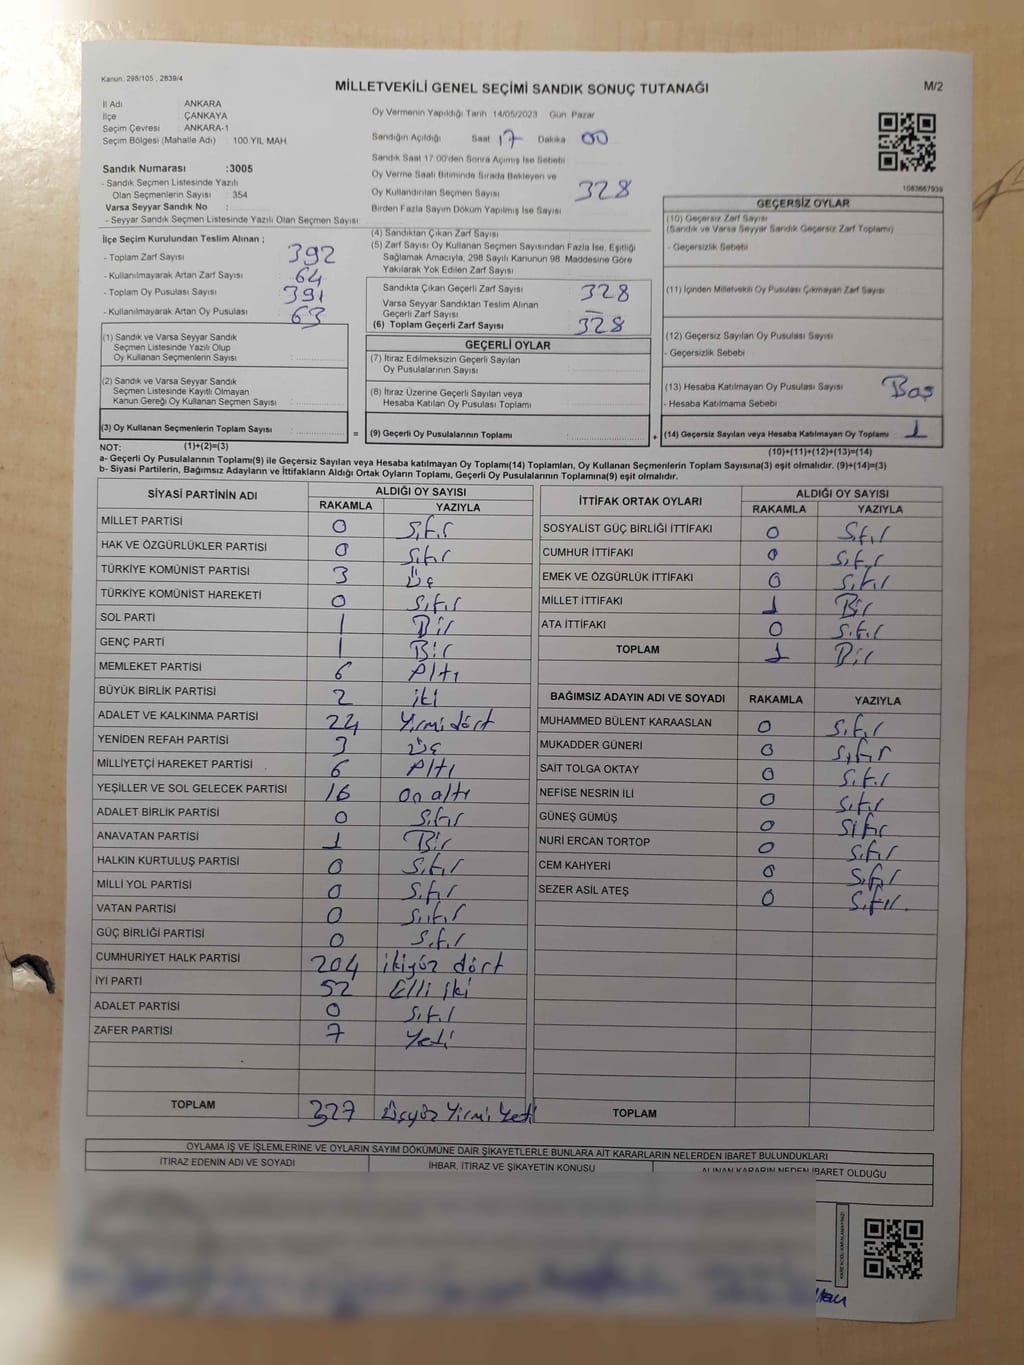 Kanun: 298/105 , 2839/4
MİLLETVEKİLİ GENEL SEÇİMİ SANDIK SONUÇ TUTANAĞI
M/2
İl Adı ANKARA
İlçe ÇANKAYA
Seçim Çevresi ANKARA-1
Seçim Bölgesi (Mahalle Adı) : 100 YIL MAH
Oy Vermenin Yapıldığı Tarih 14/05/2023 Gün Pazar
Sandığın Açıldığı Saat 17 Dakika 00
Sandık Saat 17:00'den Sonra Açılmış İse Sebebi
Oy Verme Saati Bitiminde Sırada Bekleyen ve
Oy Kullandırılan Seçmen Sayısı 328
Birden Fazla Sayım Döküm Yapılmış İse Sayısı
Sandık Numarası :3005
- Sandık Seçmen Listesinde Yazılı
Olan Seçmenlerin Sayısı : 354
Varsa Seyyar Sandık No :
- Seyyar Sandık Seçmen Listesinde Yazılı Olan Seçmen Sayısı
1083667939
İlçe Seçim Kurulundan Teslim Alınan ;
- Toplam Zarf Sayısı 392
- Kullanılmayarak Artan Zarf Sayısı 64
- Toplam Oy Pusulası Sayısı 391
- Kullanılmayarak Artan Oy Pusulası 63
(4) Sandıktan Çıkan Zarf Sayısı
(5) Zarf Sayısı Oy Kullanan Seçmen Sayısından Fazla İse, Eşitliği
Sağlamak Amacıyla, 298 Sayılı Kanunun 98. Maddesine Göre
Yakılarak Yok Edilen Zarf Sayısı
Sandıkta Çıkan Geçerli Zarf Sayısı 328
Varsa Seyyar Sandıktan Teslim Alınan
Geçerli Zarf Sayısı —
(6) Toplam Geçerli Zarf Sayısı 328
GEÇERSİZ OYLAR
(10) Geçersiz Zarf Sayısı
(Sandık ve Varsa Seyyar Sandık Geçersiz Zarf Toplamı)
- Geçersizlik Sebebi
(11) İçinden Milletvekili Oy Pusulası Çıkmayan Zarf Sayısı
(12) Geçersiz Sayılan Oy Pusulası Sayısı
- Geçersizlik Sebebi
(13) Hesaba Katılmayan Oy Pusulası Sayısı Boş
- Hesaba Katılmama Sebebi
(14) Geçersiz Sayılan veya Hesaba Katılmayan Oy Toplamı 1
(1) Sandık ve Varsa Seyyar Sandık
Seçmen Listesinde Yazılı Olup
Oy Kullanan Seçmenlerin Sayısı
(2) Sandık ve Varsa Seyyar Sandık
Seçmen Listesinde Kayıtlı Olmayan
Kanun Gereği Oy Kullanan Seçmen Sayısı
(3) Oy Kullanan Seçmenlerin Toplam Sayısı
GEÇERLİ OYLAR
(7) İtiraz Edilmeksizin Geçerli Sayılan
Oy Pusulalarının Sayısı
(8) İtiraz Üzerine Geçerli Sayılan veya
Hesaba Katılan Oy Pusulası Toplamı
= (9) Geçerli Oy Pusulalarının Toplamı +
NOT: (1)+(2)=(3) (10)+(11)+(12)+(13)=(14)
a- Geçerli Oy Pusulalarının Toplamı(9) ile Geçersiz Sayılan veya Hesaba katılmayan Oy Toplamı(14) Toplamları, Oy Kullanan Seçmenlerin Toplam Sayısına(3) eşit olmalıdır. (9)+(14)=(3)
b- Siyasi Partilerin, Bağımsız Adayların ve İttifakların Aldığı Ortak Oyların Toplamı, Geçerli Oy Pusulalarının Toplamına(9) eşit olmalıdır.
SİYASİ PARTİNİN ADI ALDIĞI OY SAYISI
RAKAMLA YAZIYLA
MİLLET PARTİSİ 0 Sıfır
HAK VE ÖZGÜRLÜKLER PARTİSİ 0 Sıfır
TÜRKİYE KOMÜNİST PARTİSİ 3 Üç
TÜRKİYE KOMÜNİST HAREKETİ 0 Sıfır
SOL PARTİ 1 Bir
GENÇ PARTİ 1 Bir
MEMLEKET PARTİSİ 6 Altı
BÜYÜK BİRLİK PARTİSİ 2 iki
ADALET VE KALKINMA PARTİSİ 24 Yirmi dört
YENİDEN REFAH PARTİSİ 3 Üç
MİLLİYETÇİ HAREKET PARTİSİ 6 Altı
YEŞİLLER VE SOL GELECEK PARTİSİ 16 On altı
ADALET BİRLİK PARTİSİ 0 Sıfır
ANAVATAN PARTİSİ 1 Bir
HALKIN KURTULUŞ PARTİSİ 0 Sıfır
MİLLİ YOL PARTİSİ 0 Sıfır
VATAN PARTİSİ 0 Sıfır
GÜÇ BİRLİĞİ PARTİSİ 0 Sıfır
CUMHURİYET HALK PARTİSİ 204 ikiyüz dört
İYİ PARTİ 52 Elli iki
ADALET PARTİSİ 0 Sıfır
ZAFER PARTİSİ 7 Yedi
TOPLAM 327 Üçyüz Yirmi Yedi
İTTİFAK ORTAK OYLARI ALDIĞI OY SAYISI
RAKAMLA YAZIYLA
SOSYALİST GÜÇ BİRLİĞİ İTTİFAKI 0 Sıfır
CUMHUR İTTİFAKI 0 Sıfır
EMEK VE ÖZGÜRLÜK İTTİFAKI 0 Sıfır
MİLLET İTTİFAKI 1 Bir
ATA İTTİFAKI 0 Sıfır
TOPLAM 1 Bir
BAĞIMSIZ ADAYIN ADI VE SOYADI RAKAMLA YAZIYLA
MUHAMMED BÜLENT KARAASLAN 0 Sıfır
MUKADDER GÜNERİ 0 Sıfır
SAİT TOLGA OKTAY 0 Sıfır
NEFİSE NESRİN İLİ 0 Sıfır
GÜNEŞ GÜMÜŞ 0 Sıfır
NURİ ERCAN TORTOP 0 Sıfır
CEM KAHYERİ 0 Sıfır
SEZER ASİL ATEŞ 0 Sıfır.
TOPLAM
OYLAMA İŞ VE İŞLEMLERİNE VE OYLARIN SAYIM DÖKÜMÜNE DAİR ŞİKAYETLERLE BUNLARA AİT KARARLARIN NELERDEN İBARET BULUNDUKLARI
İTİRAZ EDENİN ADI VE SOYADI İHBAR, İTİRAZ VE ŞİKAYETİN KONUSU ALINAN KARARIN NEDEN İBARET OLDUĞU